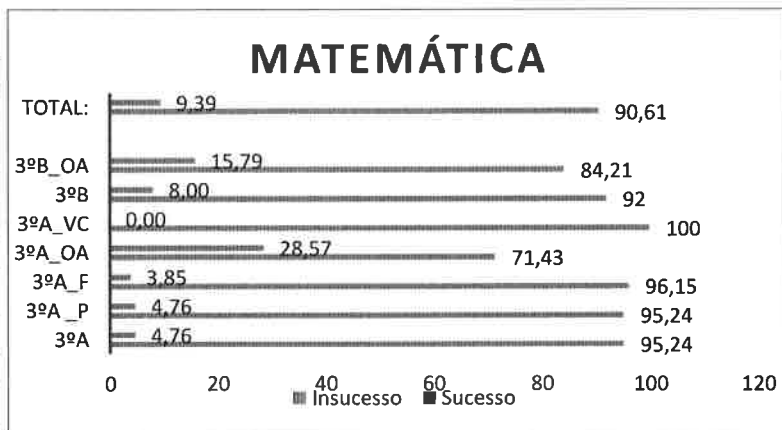 MATEMÁTICA
TOTAL:
9,39
90,61
3ºB_OA
15,79
84,21
3ºB
8,00
92
3ºA_VC
0,00
100
3ºA_OA
28,57
71,43
3ºA_F
3,85
96,15
3ºA _P
4,76
95,24
3ºA
4,76
95,24
0 20 40 60 80 100 120
Insucesso Sucesso